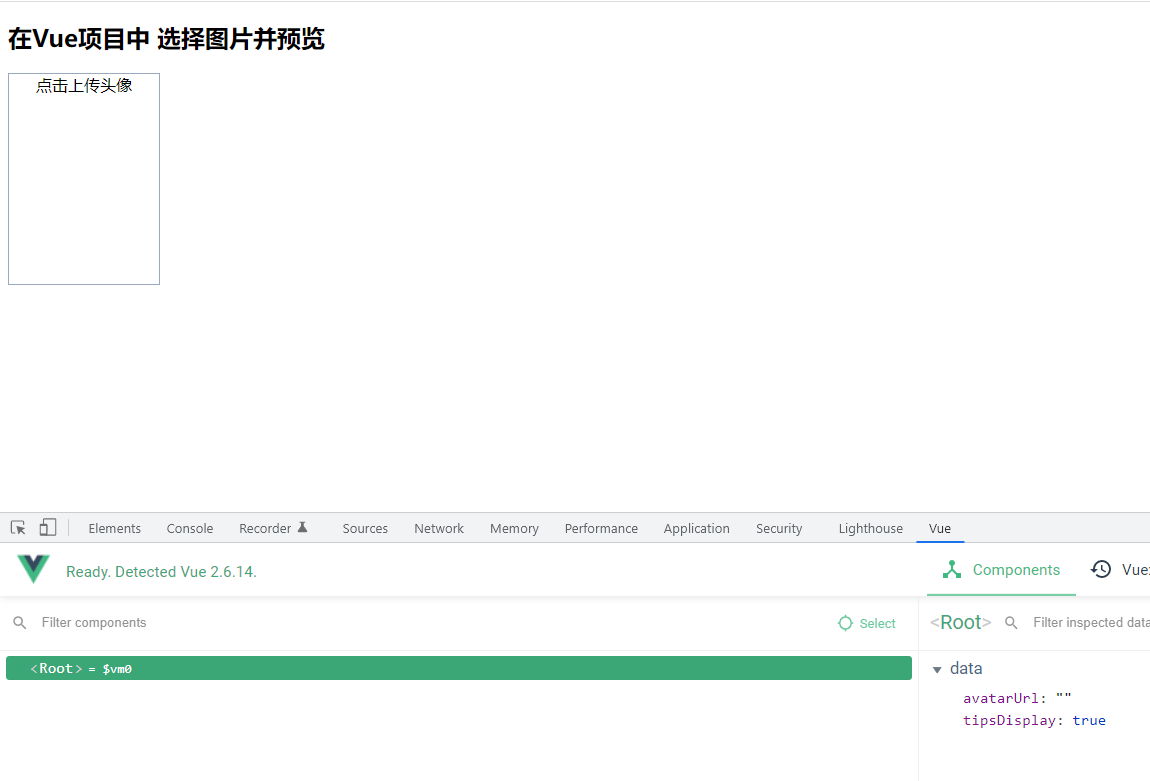 在Vue项目中 选择图片并预览
点击上传头像
Elements Console Recorder Sources Network Memory Performance Application Security Lighthouse Vue
Ready. Detected Vue 2.6.14. Components Vue
Filter components Select <Root> Filter inspected data
<Root> = $vm0 data
avatarUrl: ""
tipsDisplay: true